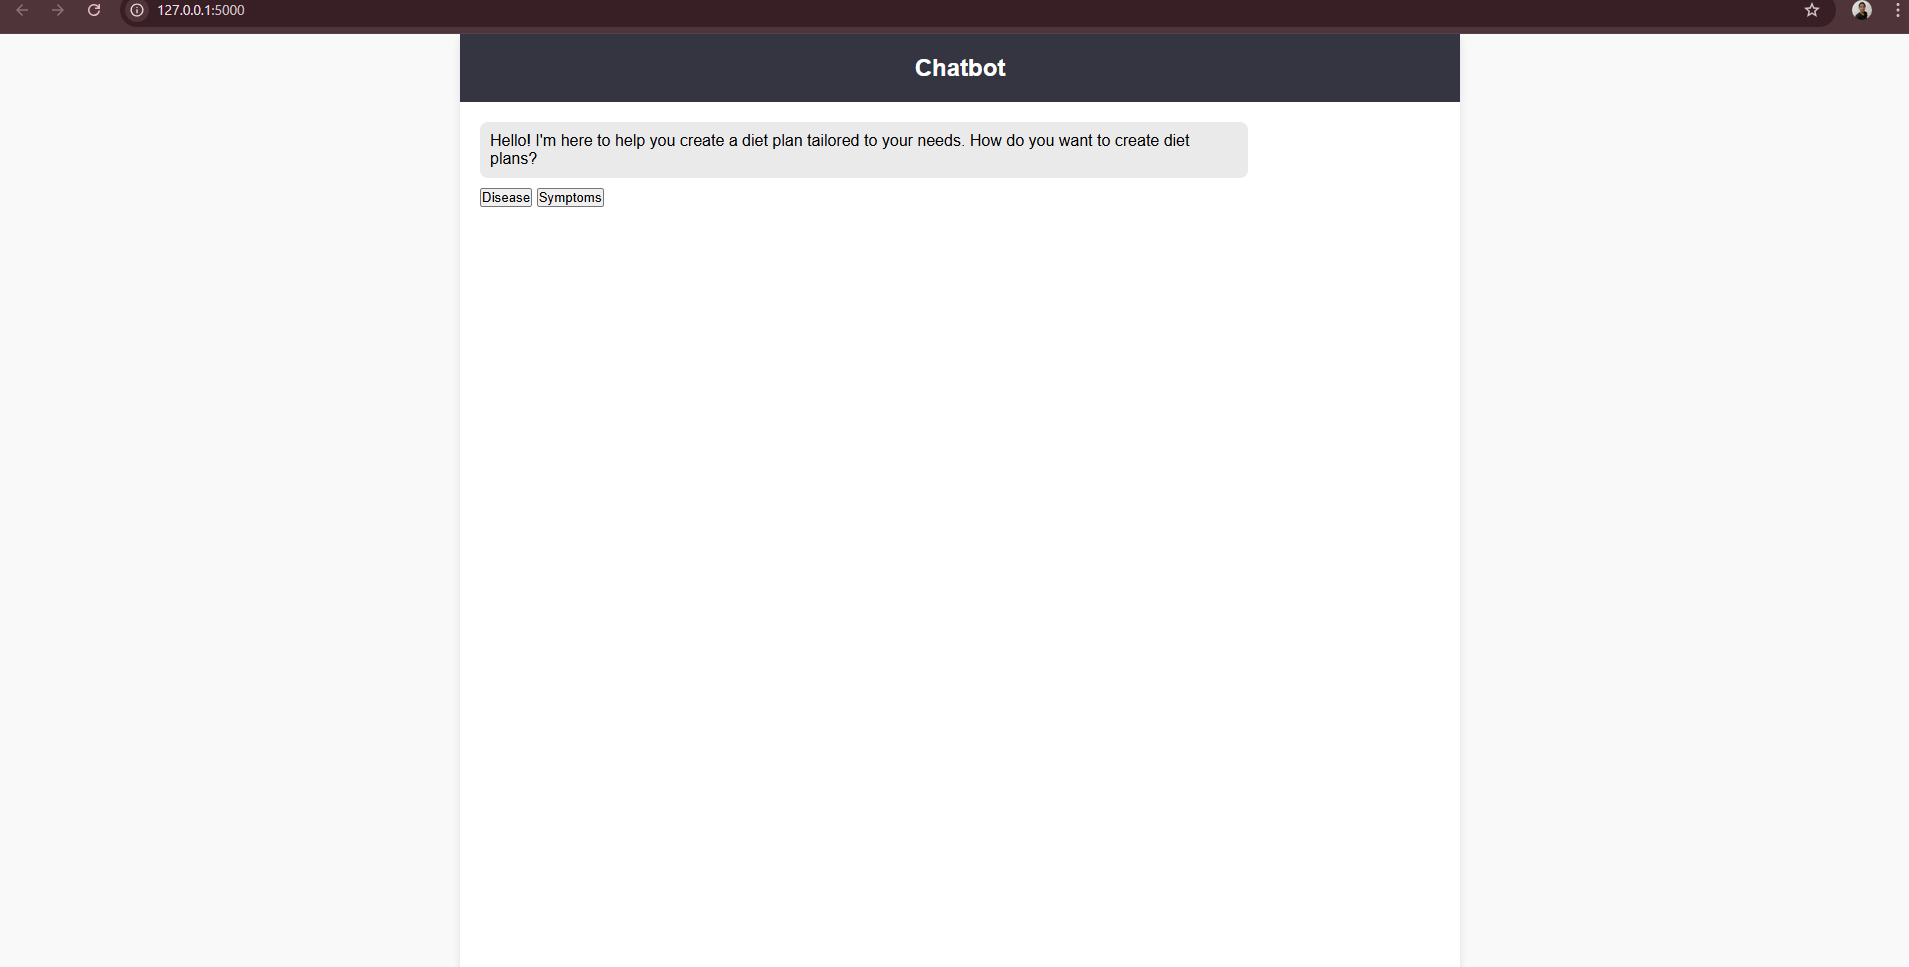 127.0.0.1:5000
Chatbot
Hello! I'm here to help you create a diet plan tailored to your needs. How do you want to create diet
plans?
Disease Symptoms